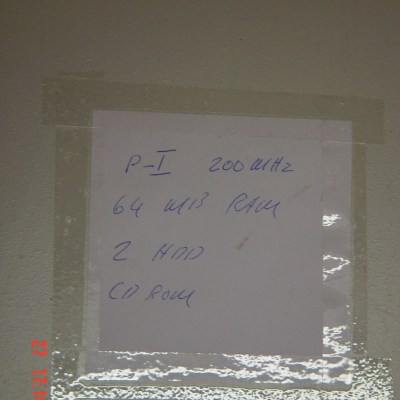 P-I 200 MHz
64 MB RAM
2 HDD
CD ROM